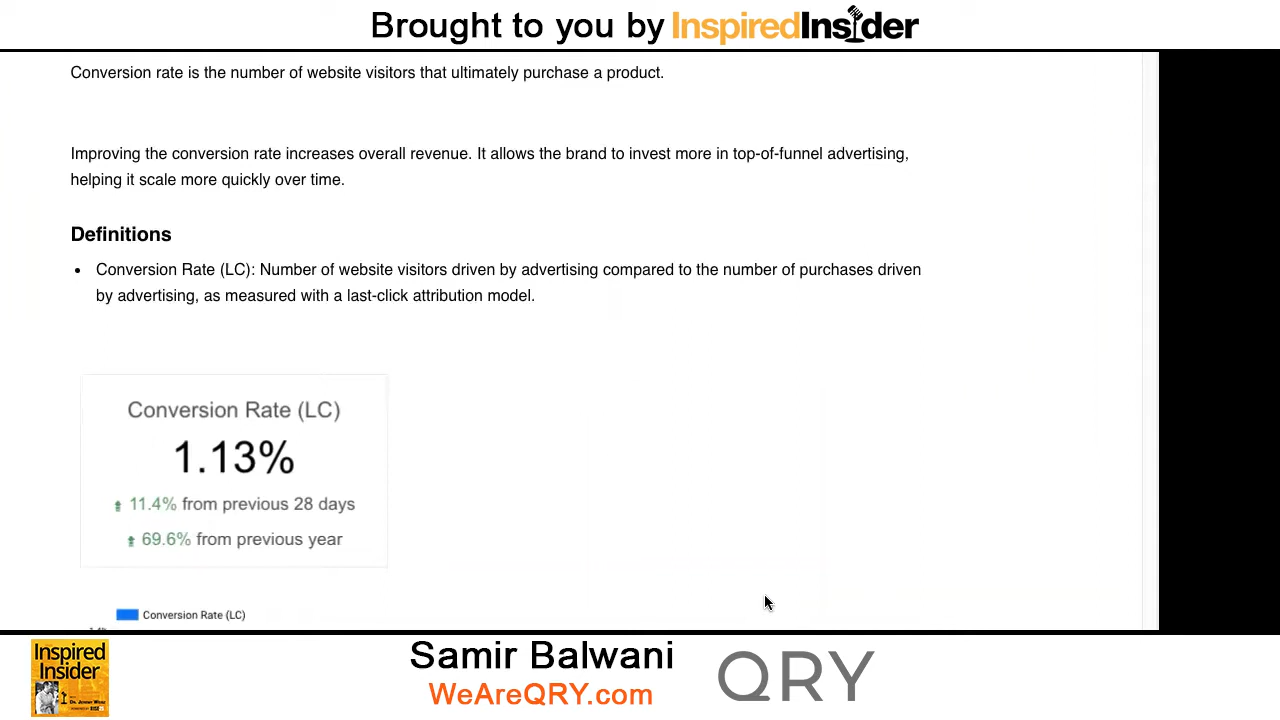 Brought to you by InspiredInsider
Conversion rate is the number of website visitors that ultimately purchase a product.
Improving the conversion rate increases overall revenue. It allows the brand to invest more in top-of-funnel advertising,
helping it scale more quickly over time.
Definitions
• Conversion Rate (LC): Number of website visitors driven by advertising compared to the number of purchases driven
by advertising, as measured with a last-click attribution model.
Conversion Rate (LC)
1.13%
11.4% from previous 28 days
69.6% from previous year
Conversion Rate (LC)
Inspired
Insider
Samir Balwani
WeAreQRY.com
QRY